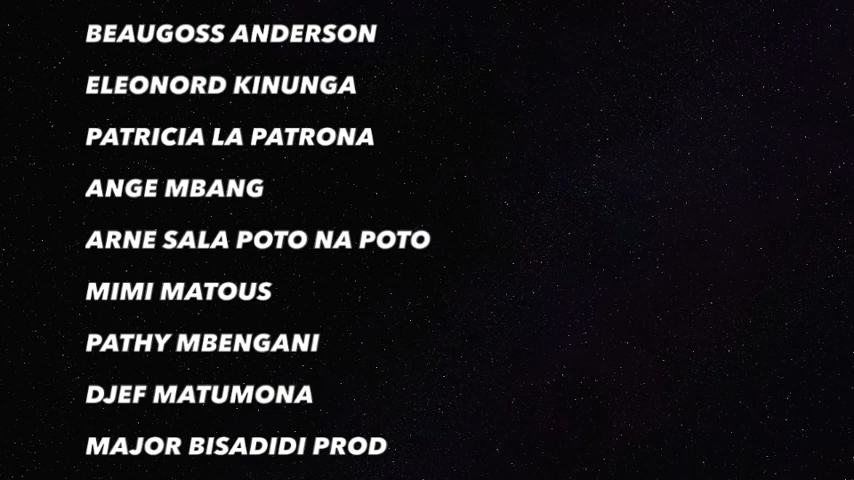 BEAUGOSS ANDERSON
ELEONORD KINUNGA
PATRICIA LA PATRONA
ANGE MBANG
ARNE SALA POTO NA POTO
MIMI MATOUS
PATHY MBENGANI
DJEF MATUMONA
MAJOR BISADIDI PROD